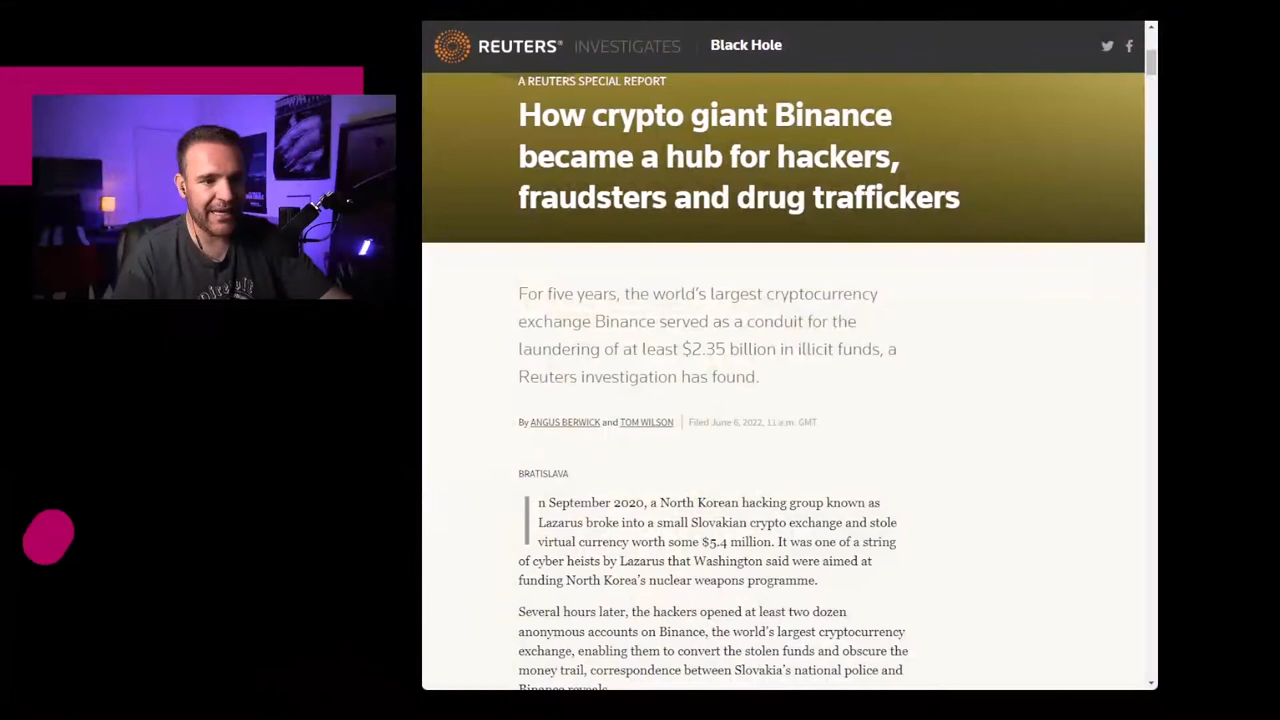 REUTERS® INVESTIGATES Black Hole
A REUTERS SPECIAL REPORT
How crypto giant Binance
became a hub for hackers,
fraudsters and drug traffickers
For five years, the world's largest cryptocurrency
exchange Binance served as a conduit for the
laundering of at least $2.35 billion in illicit funds, a
Reuters investigation has found.
By ANGUS BERWICK and TOM WILSON Filed June 6, 2022, 11 a.m. GMT
BRATISLAVA
In September 2020, a North Korean hacking group known as
Lazarus broke into a small Slovakian crypto exchange and stole
virtual currency worth some $5.4 million. It was one of a string
of cyber heists by Lazarus that Washington said were aimed at
funding North Korea's nuclear weapons programme.
Several hours later, the hackers opened at least two dozen
anonymous accounts on Binance, the world's largest cryptocurrency
exchange, enabling them to convert the stolen funds and obscure the
money trail, correspondence between Slovakia's national police and
Binance reveals.